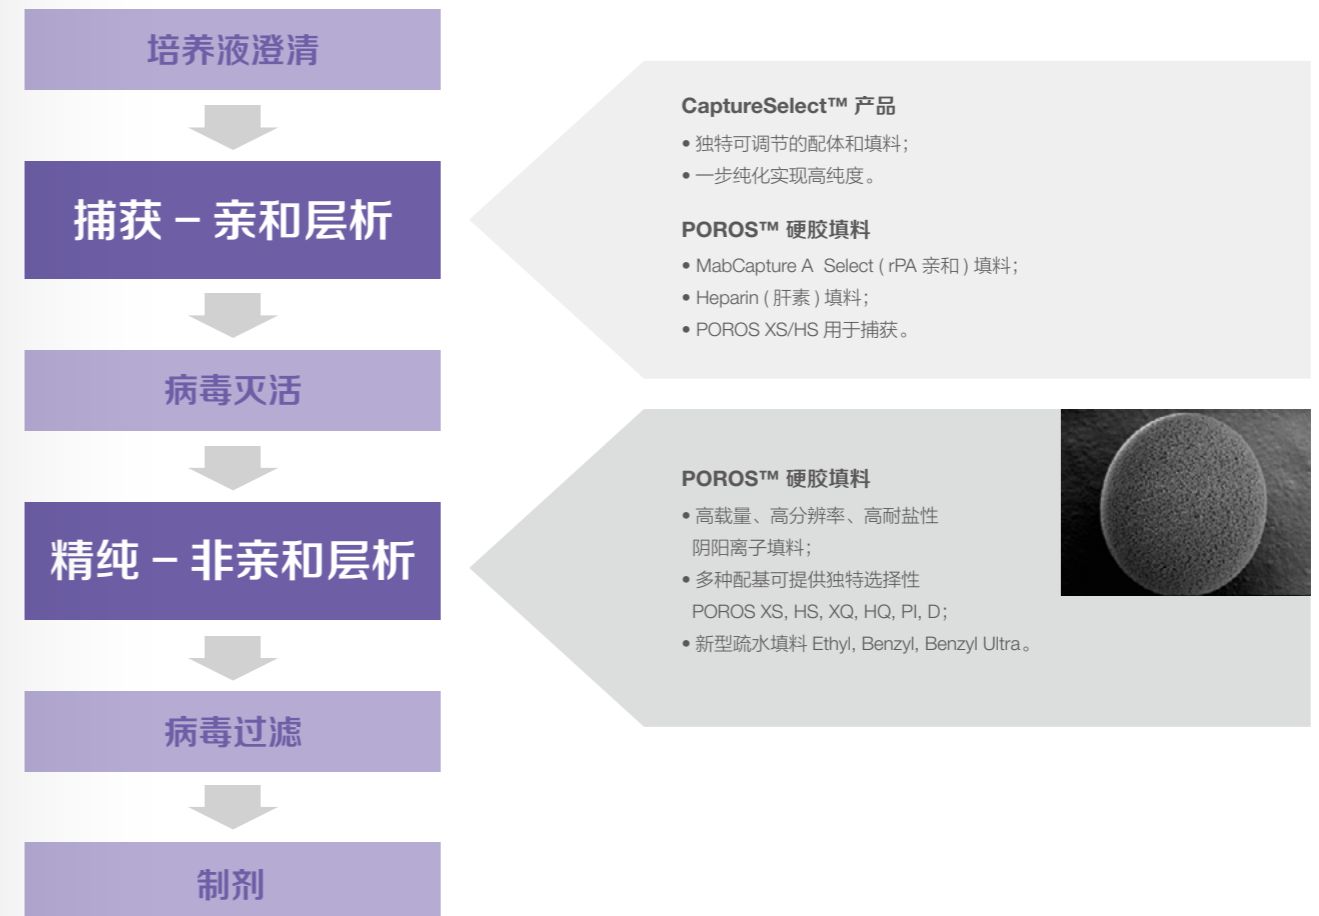 培养液澄清
捕获 – 亲和层析
病毒灭活
精纯 – 非亲和层析
病毒过滤
制剂
CaptureSelect™ 产品
• 独特可调节的配体和填料；
• 一步纯化实现高纯度。
POROS™ 硬胶填料
• MabCapture A Select ( rPA 亲和 ) 填料；
• Heparin ( 肝素 ) 填料；
• POROS XS/HS 用于捕获。
POROS™ 硬胶填料
• 高载量、高分辨率、高耐盐性
阴阳离子填料；
• 多种配基可提供独特选择性
POROS XS, HS, XQ, HQ, PI, D；
• 新型疏水填料 Ethyl, Benzyl, Benzyl Ultra。